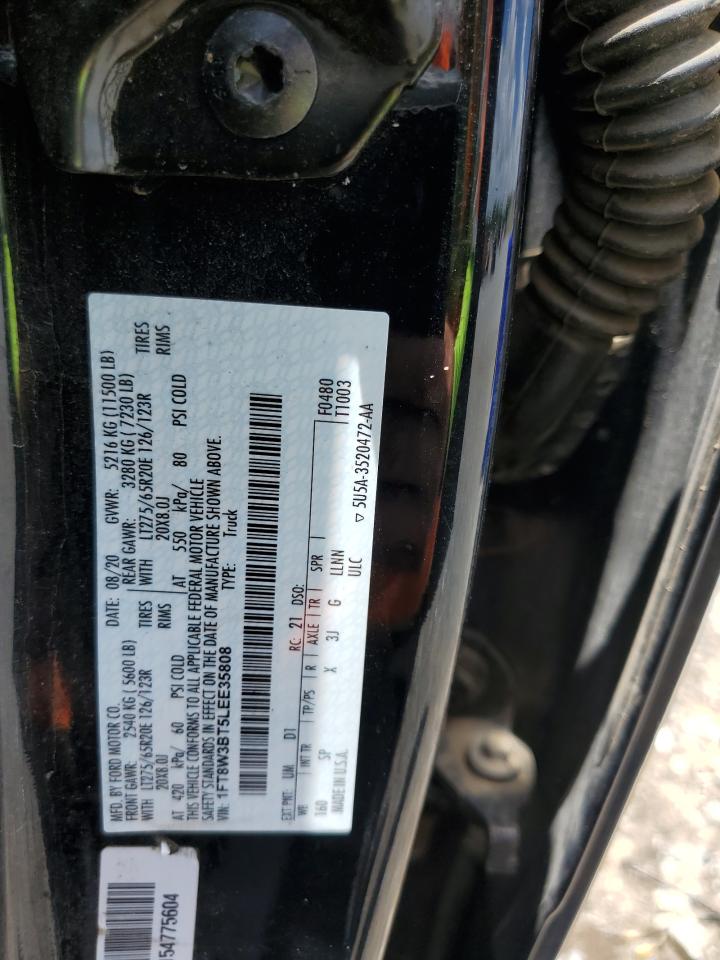 MFD. BY FORD MOTOR CO. DATE: 08/20 GVWR: 5216 KG (11500 LB)
FRONT GAWR: 2540 KG (5600 LB) REAR GAWR: 3280 KG (7230 LB)
WITH LT275/65R20E 126/123R TIRES WITH LT275/65R20E 126/123R TIRES
20X8.0J RIMS 20X8.0J RIMS
AT 420 kPa/ 60 PSI COLD AT 550 kPa/ 80 PSI COLD
THIS VEHICLE CONFORMS TO ALL APPLICABLE FEDERAL MOTOR VEHICLE
SAFETY STANDARDS IN EFFECT ON THE DATE OF MANUFACTURE SHOWN ABOVE.
VIN: 1FT8W3BT5LEE35808 TYPE: Truck
EXT PNT: UM D1 RC: 21 DSO:
WB INT TR TP/PS R AXLE TR SPR F0480
160 SP X 3J G LLNN T1003
MADE IN U.S.A. ULC ▽ 5U5A-3520472-AA
154775604